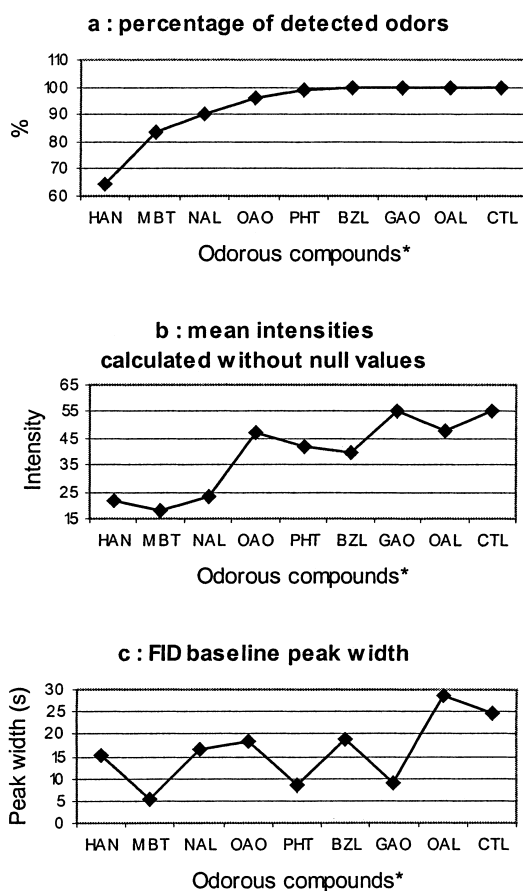 a : percentage of detected odors
110
100
90
80
70
60
%
HAN MBT NAL OAO PHT BZL GAO OAL CTL
Odorous compounds*
b : mean intensities
calculated without null values
65
55
45
35
25
15
Intensity
HAN MBT NAL OAO PHT BZL GAO OAL CTL
Odorous compounds*
c : FID baseline peak width
30
25
20
15
10
5
0
Peak width (s)
HAN MBT NAL OAO PHT BZL GAO OAL CTL
Odorous compounds*